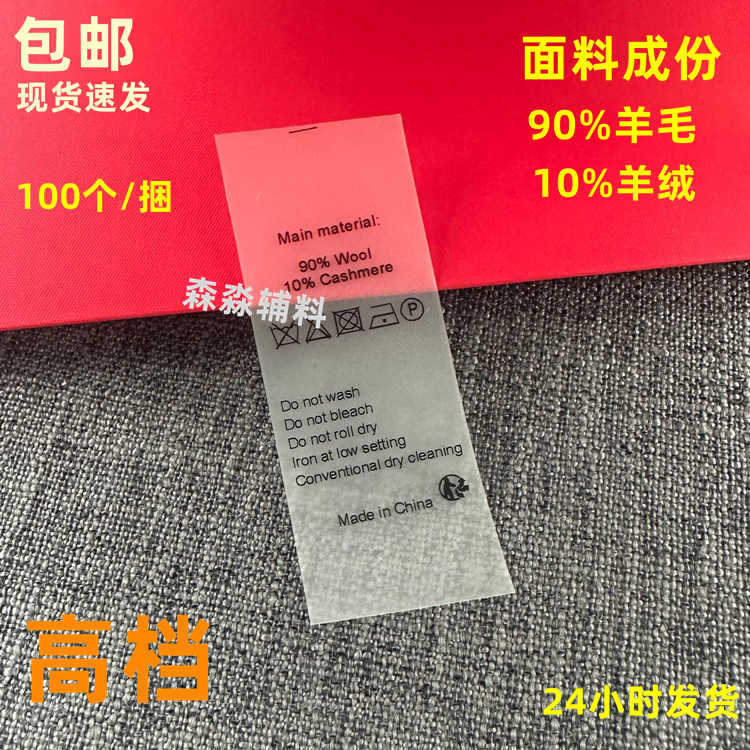 包邮
现货速发
面料成份
90%羊毛
10%羊绒
100个/捆
Main material:
90% Wool
10% Cashmere
森淼辅料
P
Do not wash
Do not bleach
Do not roll dry
Iron at low setting
Conventional dry cleaning
Made in China
高档
24小时发货